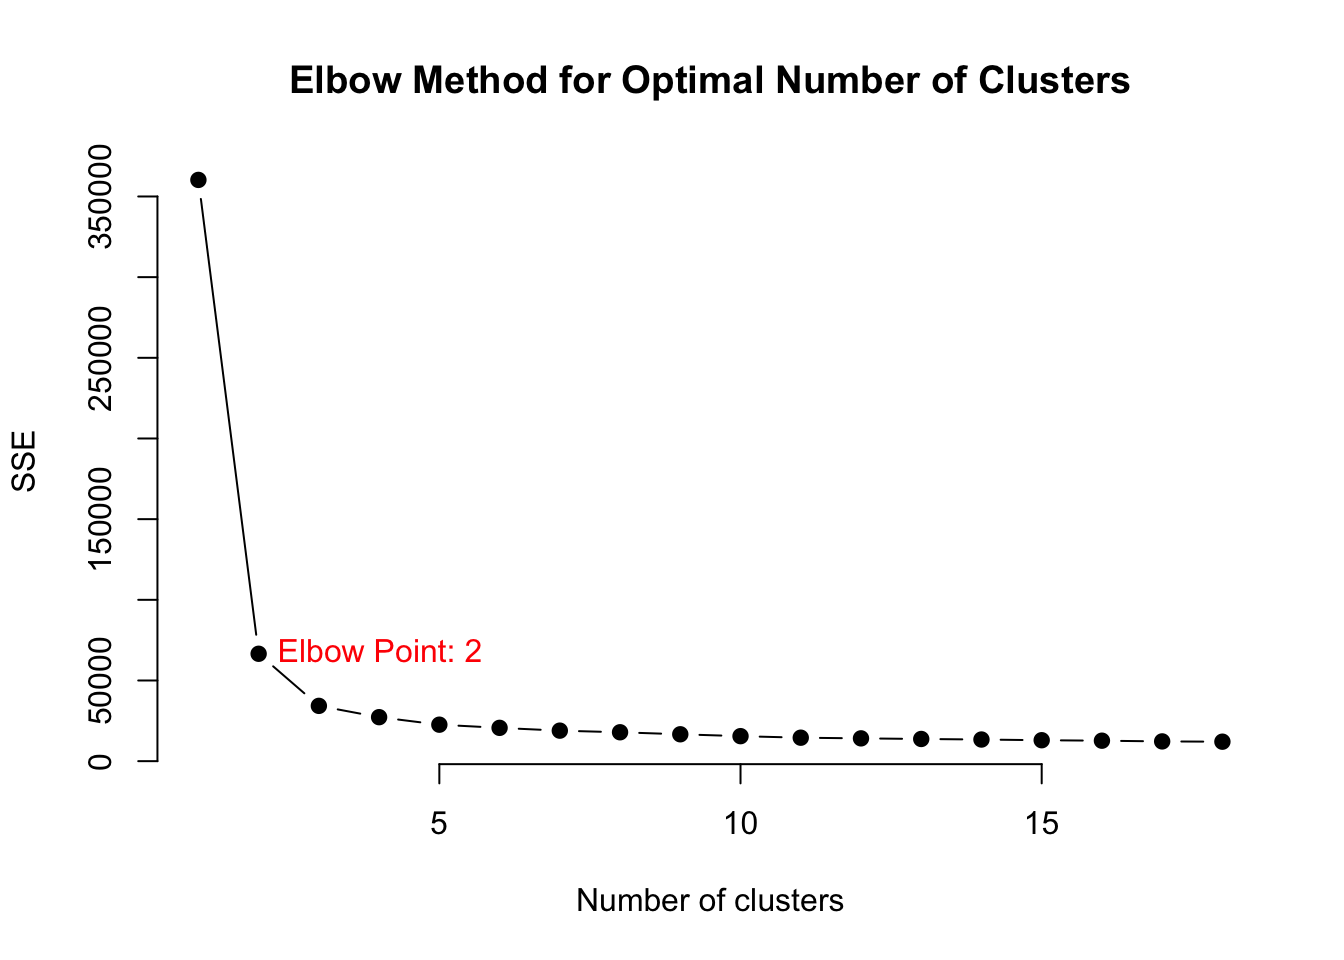 Elbow Method for Optimal Number of Clusters
350000
250000
150000
50000
0
SSE
Elbow Point: 2
5 10 15
Number of clusters